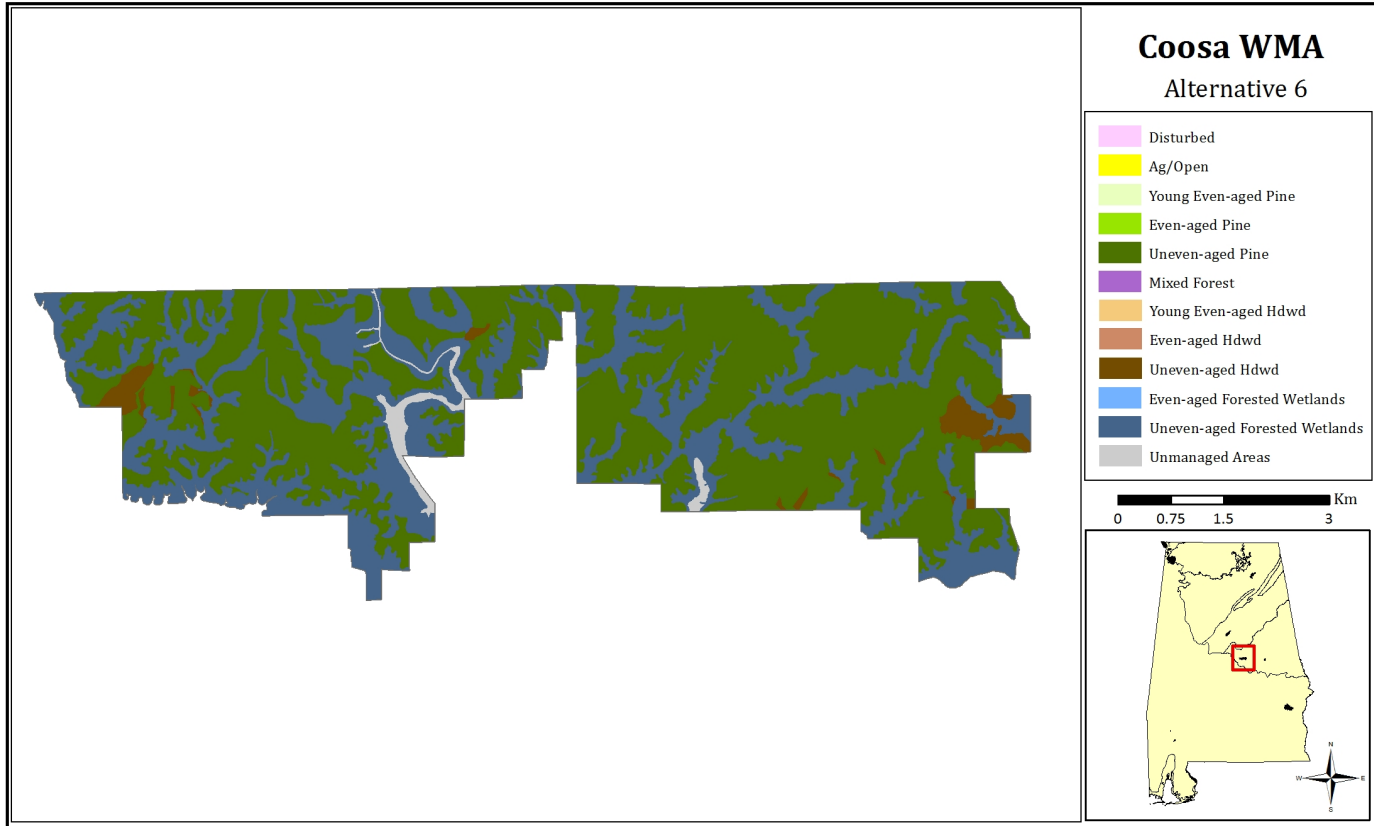 Coosa WMA
Alternative 6
Disturbed
Ag/Open
Young Even-aged Pine
Even-aged Pine
Uneven-aged Pine
Mixed Forest
Young Even-aged Hdwd
Even-aged Hdwd
Uneven-aged Hdwd
Even-aged Forested Wetlands
Uneven-aged Forested Wetlands
Unmanaged Areas
Km
0 0.75 1.5 3
N
W E
S